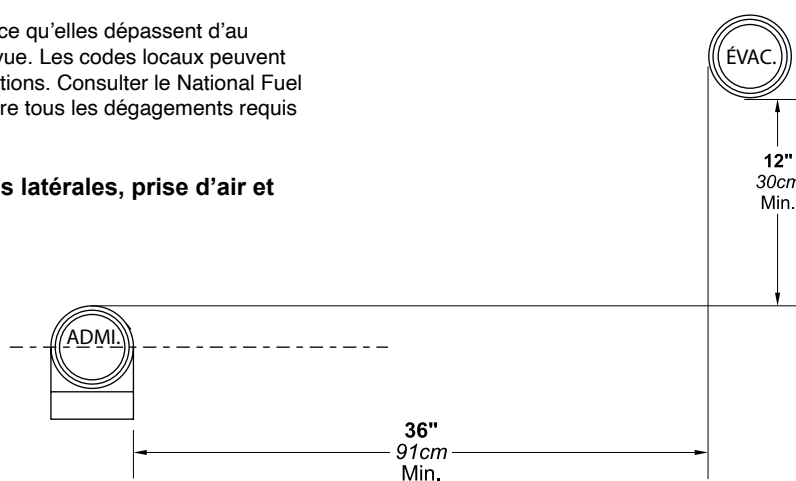 ce qu'elles dépassent d'au
vue. Les codes locaux peuvent
tions. Consulter le National Fuel
re tous les dégagements requis
s latérales, prise d'air et
ÉVAC.
12"
30cm
Min.
ADMI.
36"
91cm
Min.